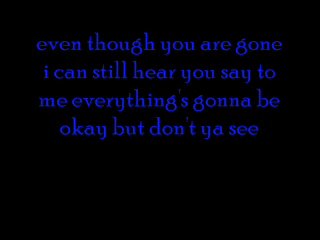 even though you are gone
i can still hear you say to
me everything's gonna be
okay but don't ya see